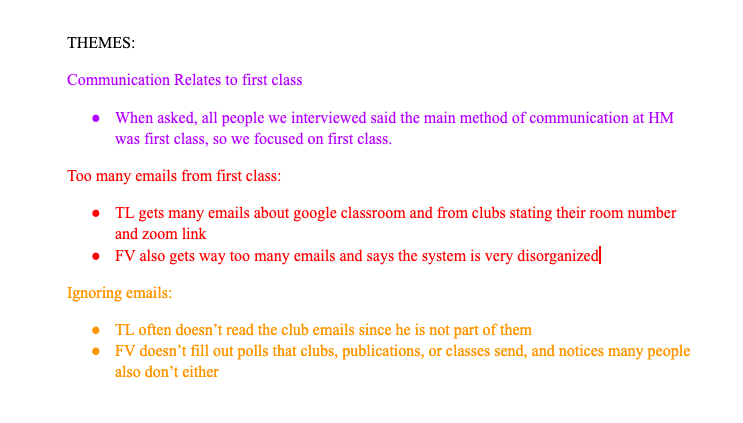 THEMES:
Communication Relates to first class
● When asked, all people we interviewed said the main method of communication at HM
was first class, so we focused on first class.
Too many emails from first class:
● TL gets many emails about google classroom and from clubs stating their room number
and zoom link
● FV also gets way too many emails and says the system is very disorganized
Ignoring emails:
● TL often doesn’t read the club emails since he is not part of them
● FV doesn’t fill out polls that clubs, publications, or classes send, and notices many people
also don’t either